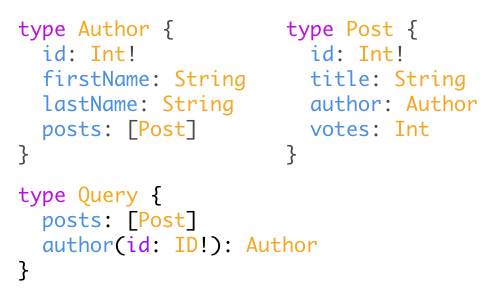 type Author {
  id: Int!
  firstName: String
  lastName: String
  posts: [Post]
}
type Post {
  id: Int!
  title: String
  author: Author
  votes: Int
}
type Query {
  posts: [Post]
  author(id: ID!): Author
}